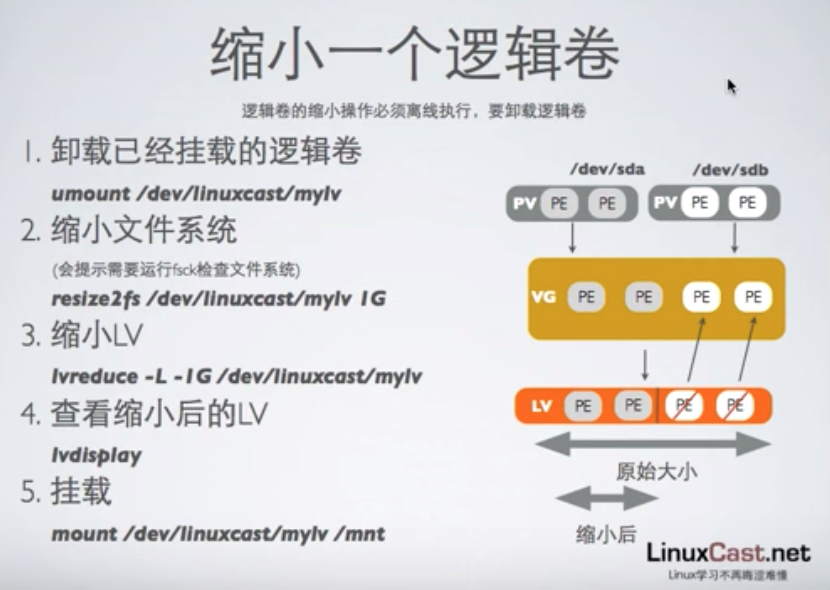 缩小一个逻辑卷
逻辑卷的缩小操作必须离线执行，要卸载逻辑卷
1. 卸载已经挂载的逻辑卷
umount /dev/linuxcast/mylv
2. 缩小文件系统
(会提示需要运行fsck检查文件系统)
resize2fs /dev/linuxcast/mylv 1G
3. 缩小LV
lvreduce -L -1G /dev/linuxcast/mylv
4. 查看缩小后的LV
lvdisplay
5. 挂载
mount /dev/linuxcast/mylv /mnt
/dev/sda /dev/sdb
PV PE PE PV PE PE
VG PE PE PE PE
LV PE PE PE PE
原始大小
缩小后
LinuxCast.net
Linux学习不再晦涩难懂